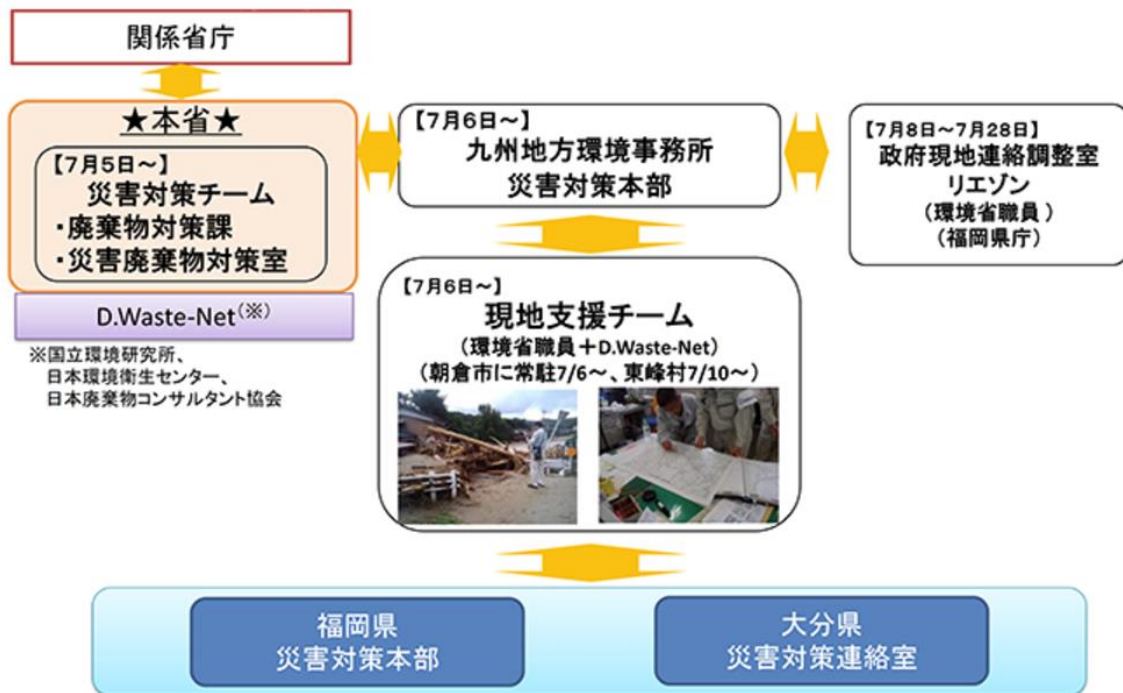 関係省庁
★本省★
【7月5日～】
災害対策チーム
・廃棄物対策課
・災害廃棄物対策室
D.Waste-Net(※)
※国立環境研究所、
日本環境衛生センター、
日本廃棄物コンサルタント協会
【7月6日～】
九州地方環境事務所
災害対策本部
【7月8日～7月28日】
政府現地連絡調整室
リエゾン
(環境省職員)
(福岡県庁)
【7月6日～】
現地支援チーム
(環境省職員＋D.Waste-Net)
(朝倉市に常駐7/6～、東峰村7/10～)
福岡県
災害対策本部
大分県
災害対策連絡室